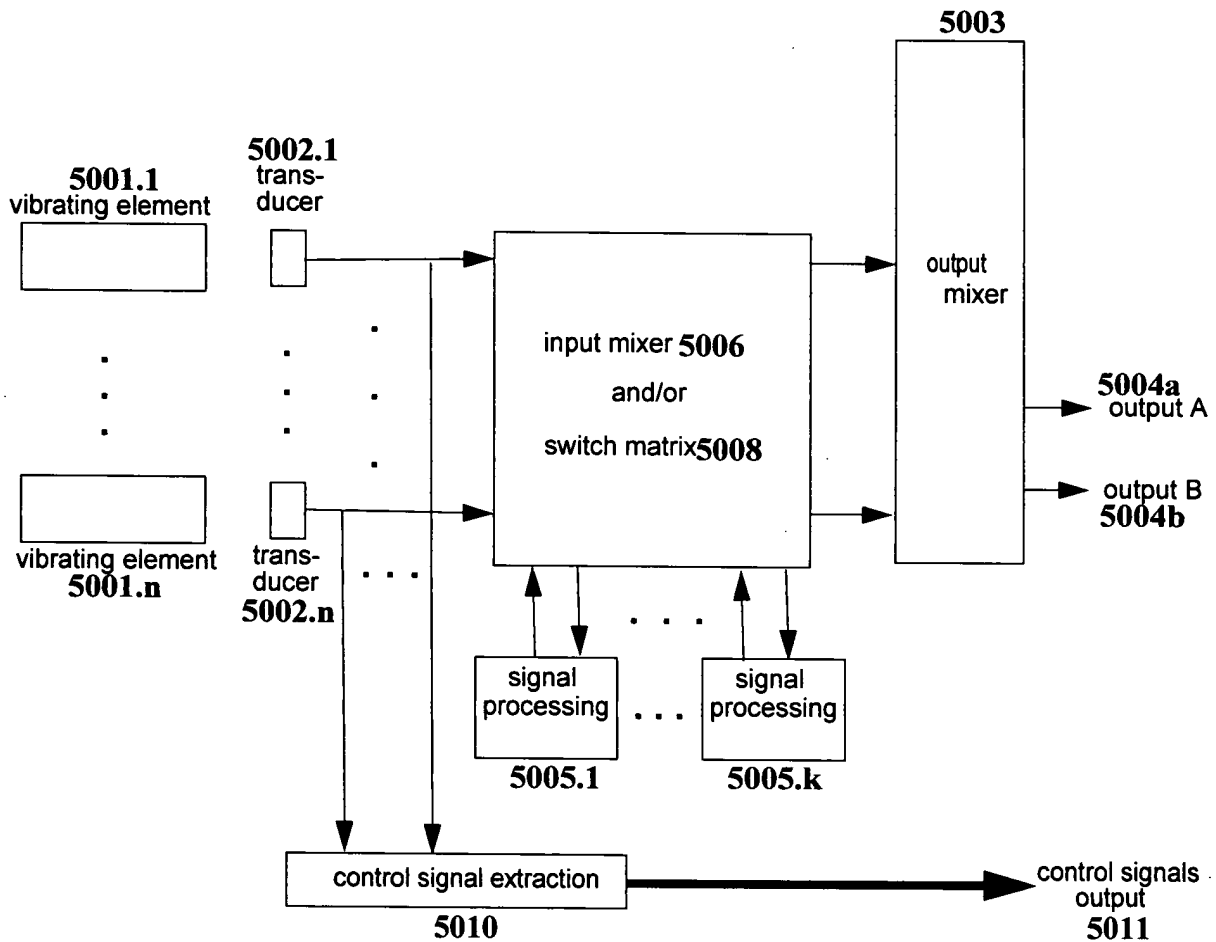 5003
5002.1
trans-
ducer
5001.1
vibrating element
output
mixer
input mixer 5006
and/or
switch matrix5008
5004a
output A
output B
5004b
vibrating element
5001.n
trans-
ducer
5002.n
signal
processing
5005.1
signal
processing
5005.k
control signal extraction
5010
control signals
output
5011